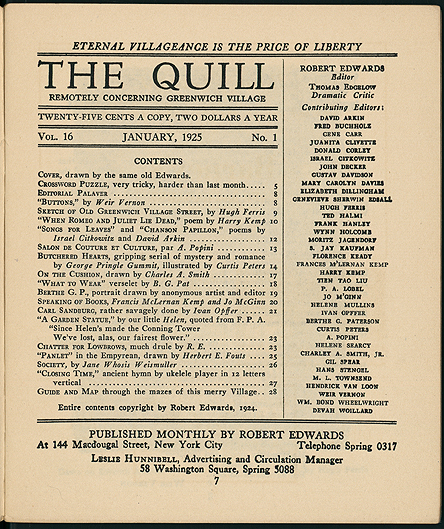 ETERNAL VILLAGEANCE IS THE PRICE OF LIBERTY
THE QUILL
REMOTELY CONCERNING GREENWICH VILLAGE
TWENTY-FIVE CENTS A COPY, TWO DOLLARS A YEAR
VOL. 16 JANUARY, 1925 No. 1
CONTENTS
COVER, drawn by the same old Edwards.
CROSSWORD PUZZLE, very tricky, harder than last month..... 5
EDITORIAL PALAVER ..... 8
"BUTTONS," by Weir Vernon ..... 8
SKETCH OF OLD GREENWICH VILLAGE STREET, by Hugh Ferris 9
"WHEN ROMEO AND JULIET LIE DEAD," poem by Harry Kemp 10
"SONGS FOR LEAVES" and "CHANSON PAPILLON," poems by
Israel Citkowits and David Arkin ..... 12
SALON DE COUTURE ET CULTURE, par A. Popini ..... 13
BUTCHERED HEARTS, gripping serial of mystery and romance
by George Pringle Gummit, illustrated by Curtis Peters 14
ON THE CUSHION, drawn by Charles A Smith
"WHAT TO WEAR" verselet by B. G. Pat ..... 18
BERTHE G. P., portrait drawn by anonymous artist and editor 19
SPEAKING OF BOOKS, Francis McLernan Kemp and Jo McGinn 20
CARL SANDBURG, rather savagely done by Ivan Opffer ..... 21
"A GARDEN STATUE," by our little Helen, quoted from F. P. A.
"Since Helen's made the Conning Tower
We've lost, alas, our fairest flower." ..... 23
CHATTER FOR LOWBROWS, much drule by R. E. ..... 23
"PANLET" in the Empyrean, drawn by Herbert E. Fouts .... 25
SOCIETY, by Jane Whosis Weismuller ..... 26
"CLOSING TIME," ancient hymn by ukelele player in 12 letters
vertical ..... 27
GUIDE AND MAP through the mazes of this merry Village.. 28
Entire contents copyright by Robert Edwards, 1924.
ROBERT EDWARDS
Editor
THOMAS EDGELOW
Dramatic Critic
Contributing Editors:
DAVID ARKIN
FRED BUCHHOLZ
GENE CARR
JUANITA CLIVETTE
DONALD CORLEY
ISRAEL CITKOWITE
JOHN DECKER
GUSTAV DAVIDSON
MARY CAROLYN DAVIES
ELIZABETH DILLINGHAM
GENEVIEVE SHERWIN EDSALL
HUGH FERRIS
TED HALMI
FRANK HANLEY
WYNN HOLCOMB
MORITZ JAGENDORF
S. JAY KAUFMAN
FLORENCE KEADY
FRANCES M'LERNAN KEMP
HARRY KEMP
TIEN TAO LIU
P. A. LOBEL
JO M'GINN
HELENE MULLINS
IVAN OPFFER
BERTHE G. PATERSON
CURTIS PETERS
A. POPINI
HELENE SEARCY
CHARLEY A. SMITH, JR.
GIL SPEAR
HANS STENGEL
M. L. TOWNSEND
HENDRICK VAN LOON
WEIR VERNON
WM. BOND WHEELWRIGHT
DEVAH WOILLARD
PUBLISHED MONTHLY BY ROBERT EDWARDS
At 144 Macdougal Street, New York City Telephone Spring 0317
LESLIE HUNNIBELL, Advertising and Circulation Manager
58 Washington Square, Spring 5088
7